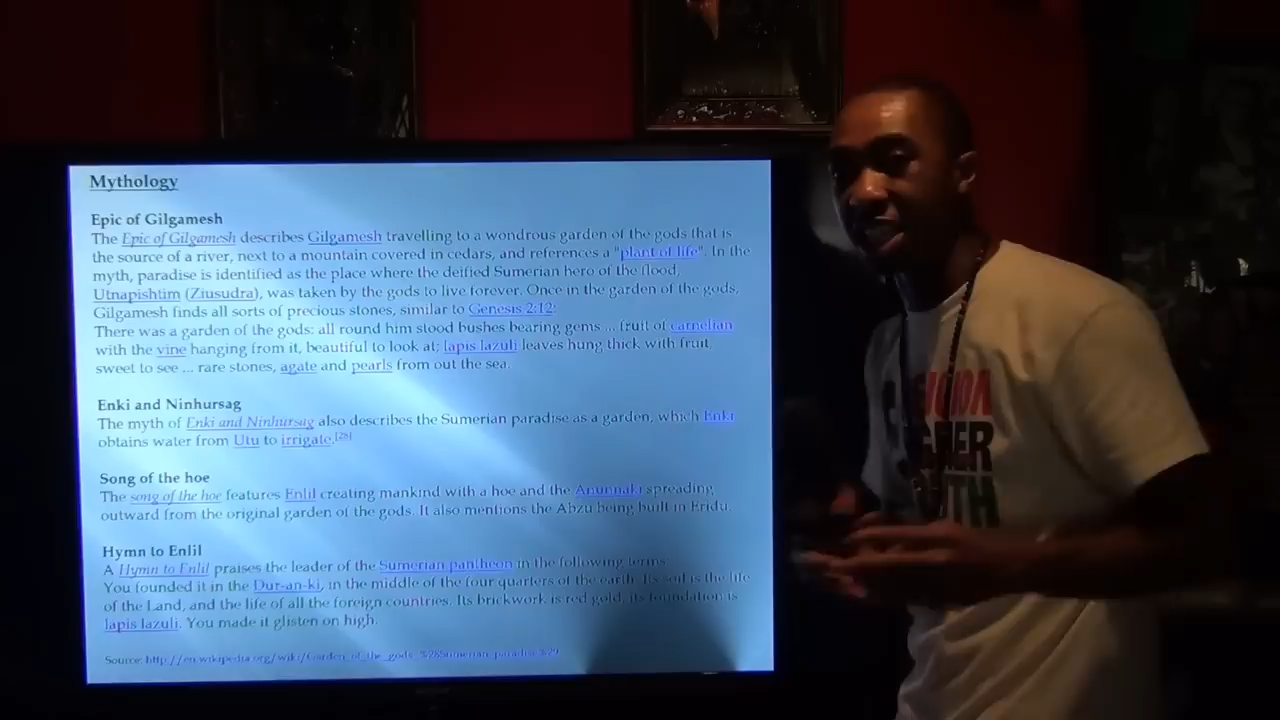 Mythology
Epic of Gilgamesh
The Epic of Gilgamesh describes Gilgamesh travelling to a wondrous garden of the gods that is
the source of a river, next to a mountain covered in cedars, and references a "plant of life". In the
myth, paradise is identified as the place where the deified Sumerian hero of the flood,
Utnapishtim (Ziusudra), was taken by the gods to live forever. Once in the garden of the gods,
Gilgamesh finds all sorts of precious stones, similar to Genesis 2:12:
There was a garden of the gods: all round him stood bushes bearing gems ... fruit of carnelian
with the vine hanging from it, beautiful to look at; lapis lazuli leaves hung thick with fruit,
sweet to see ... rare stones, agate and pearls from out the sea.
Enki and Ninhursag
The myth of Enki and Ninhursag also describes the Sumerian paradise as a garden, which Enki
obtains water from Utu to irrigate.[28]
Song of the hoe
The song of the hoe features Enlil creating mankind with a hoe and the Anunnaki spreading
outward from the original garden of the gods. It also mentions the Abzu being built in Eridu.
Hymn to Enlil
A Hymn to Enlil praises the leader of the Sumerian pantheon in the following terms:
You founded it in the Dur-an-ki, in the middle of the four quarters of the earth. Its soil is the life
of the Land, and the life of all the foreign countries. Its brickwork is red gold, its foundation is
lapis lazuli. You made it glisten on high.
Source: http://en.wikipedia.org/wiki/Garden_of_the_gods_%28Sumerian_paradise%29